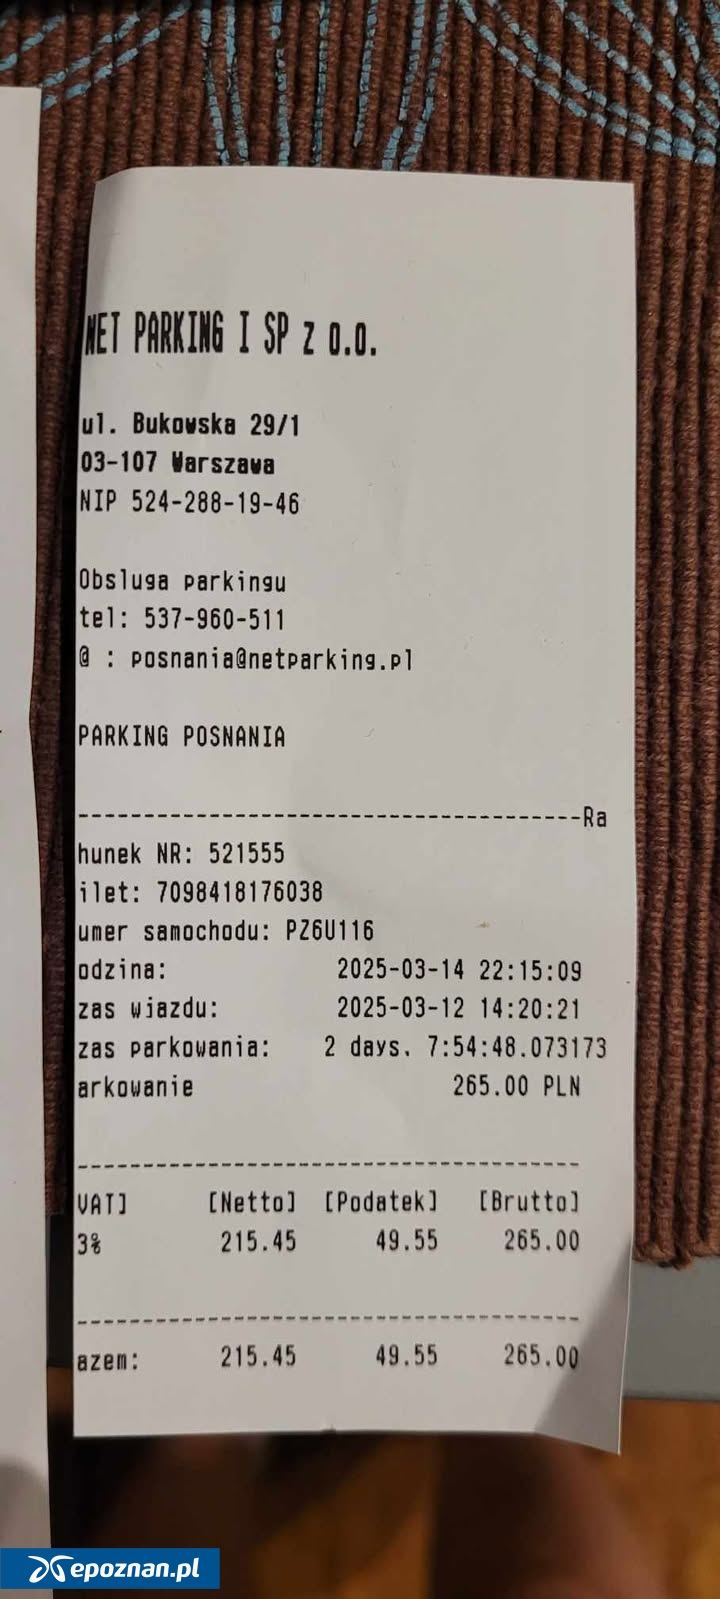 NET PARKING I SP z o.o.
ul. Bukowska 29/1
03-107 Warszawa
NIP 524-288-19-46
Obsluga parkingu
tel: 537-960-511
@ : posnania@netparking.pl
PARKING POSNANIA
---------------------------------------Ra
hunek NR: 521555
ilet: 7098418176038
umer samochodu: PZ6U116
odzina: 2025-03-14 22:15:09
zas wjazdu: 2025-03-12 14:20:21
zas parkowania: 2 days, 7:54:48.073173
arkowanie 265.00 PLN
---------------------------------------
VAT] [Netto] [Podatek] [Brutto]
3% 215.45 49.55 265.00
---------------------------------------
azem: 215.45 49.55 265.00
epoznan.pl